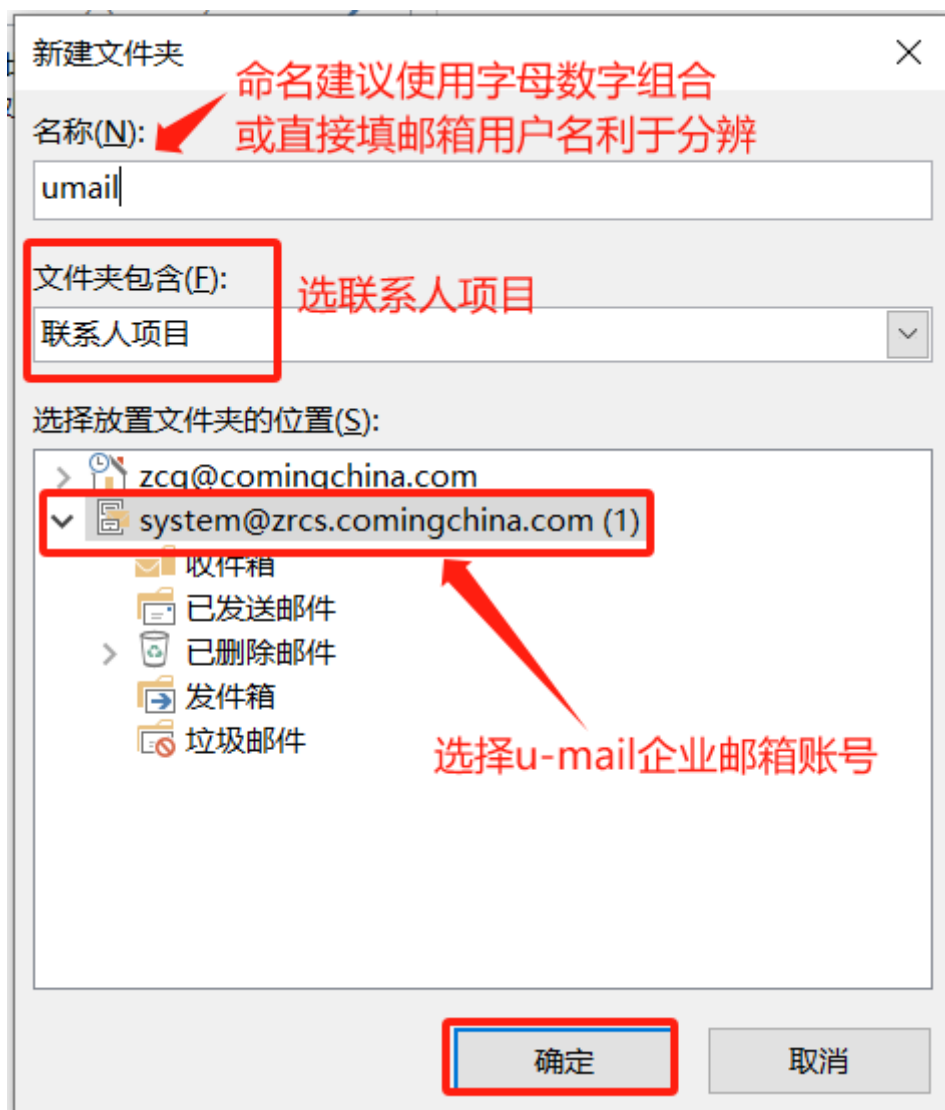 新建文件夹
命名建议使用字母数字组合
名称(N):
或直接填邮箱用户名利于分辨
umail
文件夹包含(F):
选联系人项目
联系人项目
选择放置文件夹的位置(S):
zcq@comingchina.com
system@zrcs.comingchina.com (1)
收件箱
已发送邮件
已删除邮件
发件箱
垃圾邮件
选择u-mail企业邮箱账号
确定
取消